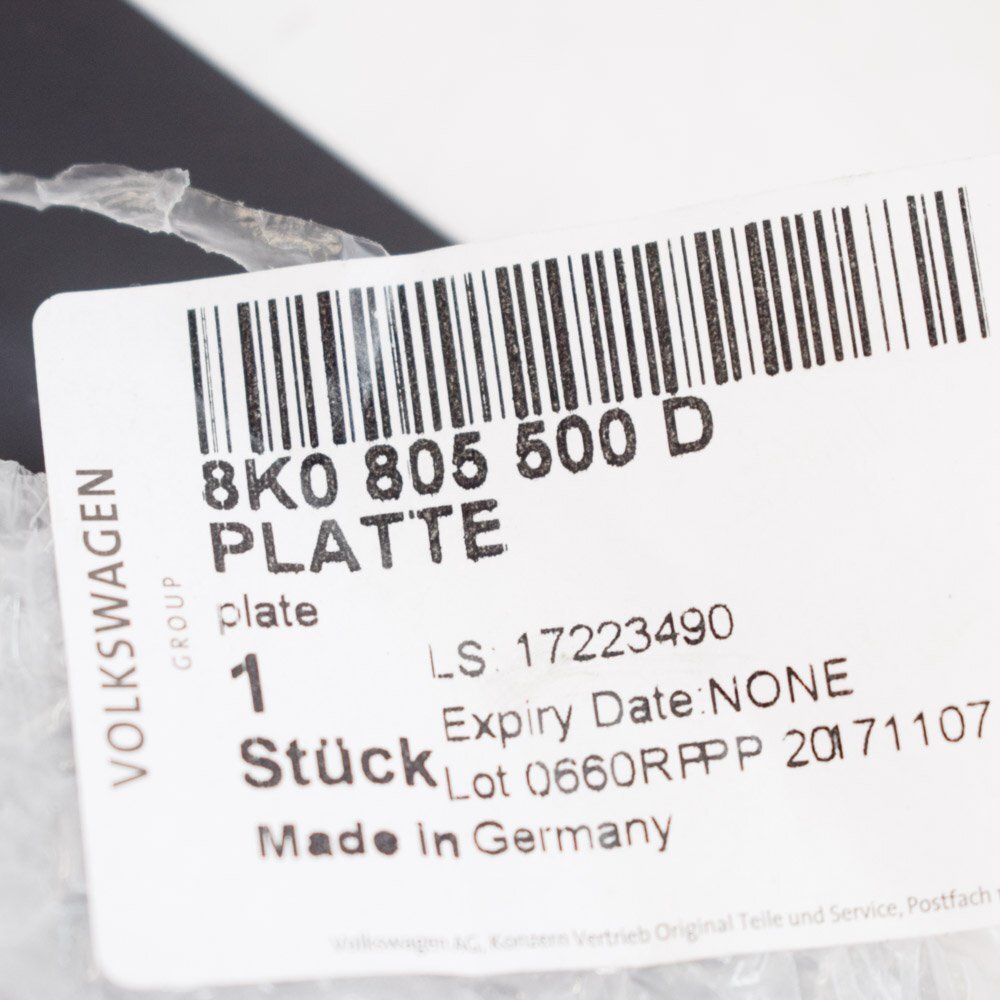 8K0 805 500 D
PLATTE
plate
1
Stück
LS: 17223490
Expiry Date:NONE
Lot 0660RPPP 20171107
Made in Germany
VOLKSWAGEN
GROUP
Volkswagen AG, Konzern Vertrieb Original Teile und Service, Postfach